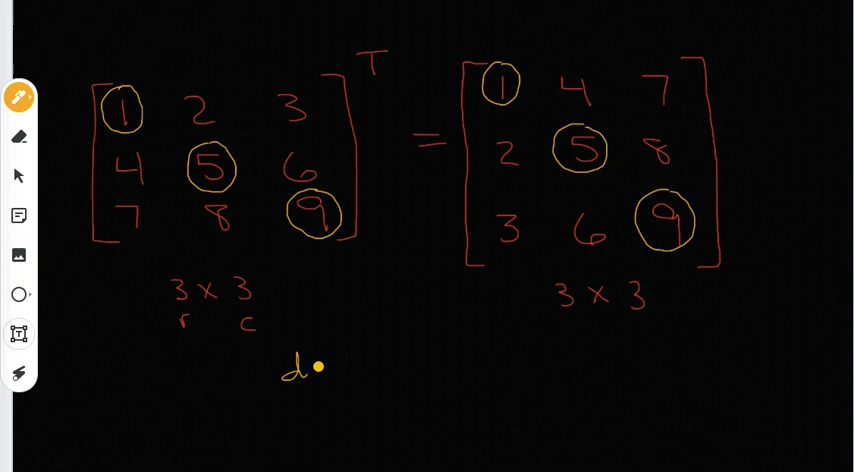 [1 2 3
4 5 6
7 8 9]ᵀ
=
[1 4 7
2 5 8
3 6 9]
3 × 3
r c
3 × 3
d